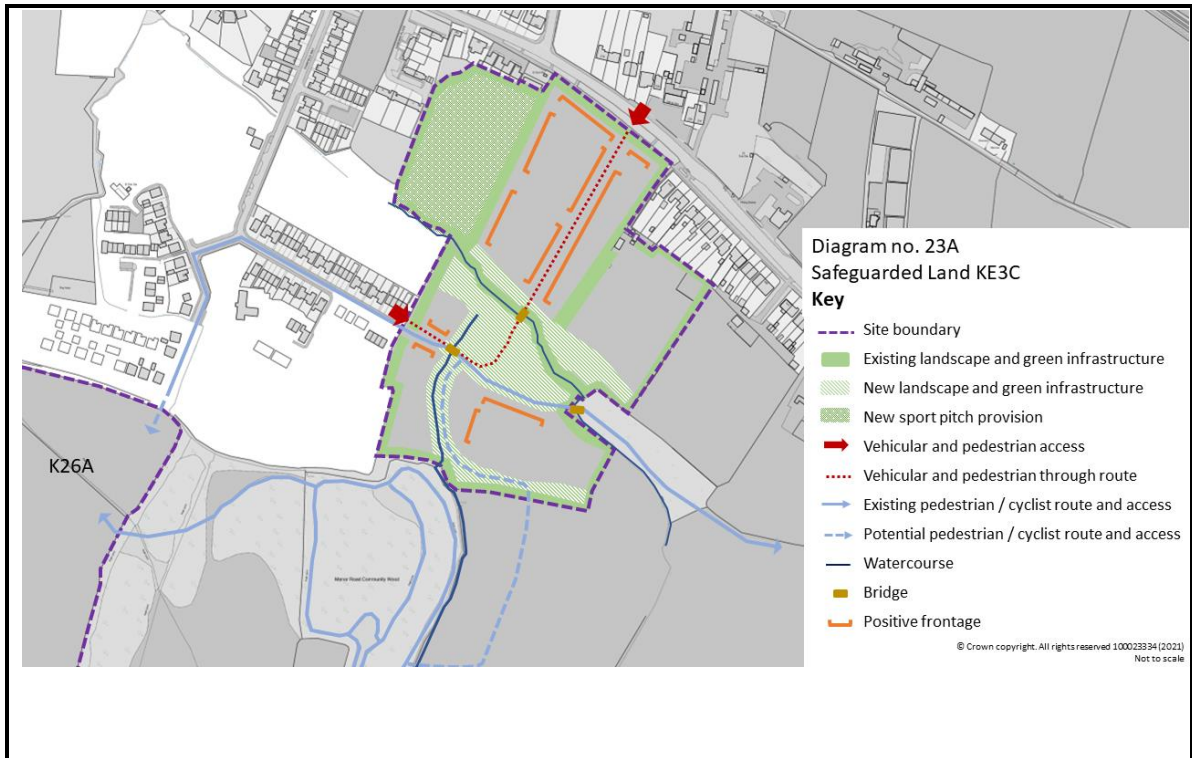 K26A
Manor Road Community Wood
Diagram no. 23A
Safeguarded Land KE3C
Key
Site boundary
Existing landscape and green infrastructure
New landscape and green infrastructure
New sport pitch provision
Vehicular and pedestrian access
Vehicular and pedestrian through route
Existing pedestrian / cyclist route and access
Potential pedestrian / cyclist route and access
Watercourse
Bridge
Positive frontage
© Crown copyright. All rights reserved 100023334 (2021)
Not to scale